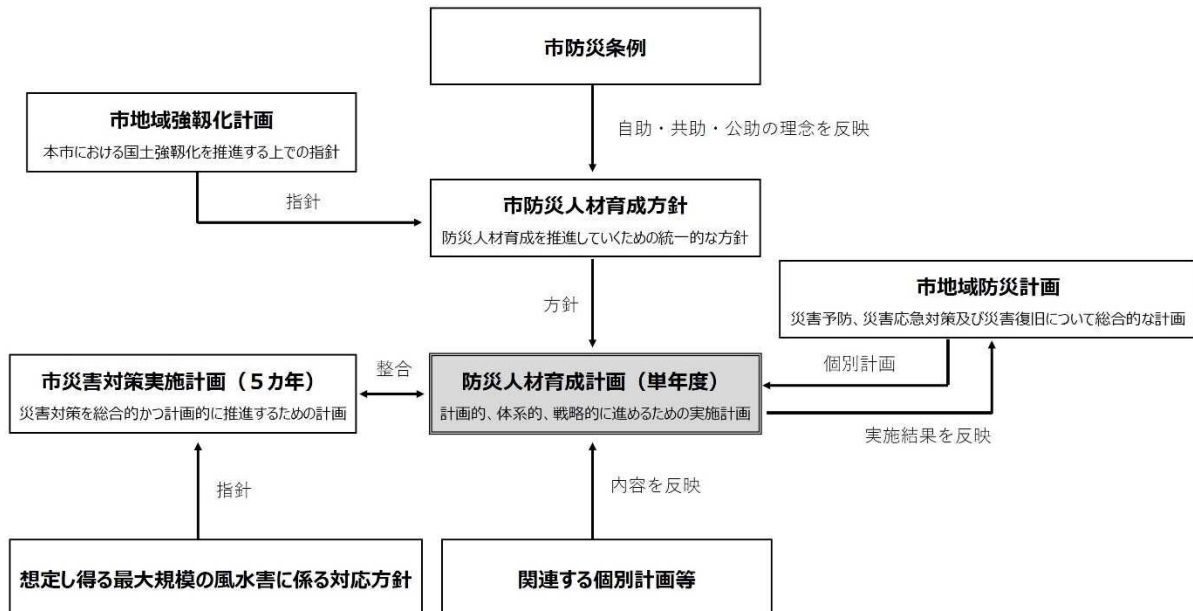 市防災条例
自助・共助・公助の理念を反映
市地域強靱化計画
本市における国土強靱化を推進する上での指針
指針
市防災人材育成方針
防災人材育成を推進していくための統一的な方針
方針
市地域防災計画
災害予防、災害応急対策及び災害復旧について総合的な計画
個別計画
実施結果を反映
市災害対策実施計画（５カ年）
災害対策を総合的かつ計画的に推進するための計画
整合
防災人材育成計画（単年度）
計画的、体系的、戦略的に進めるための実施計画
指針
内容を反映
想定し得る最大規模の風水害に係る対応方針
関連する個別計画等